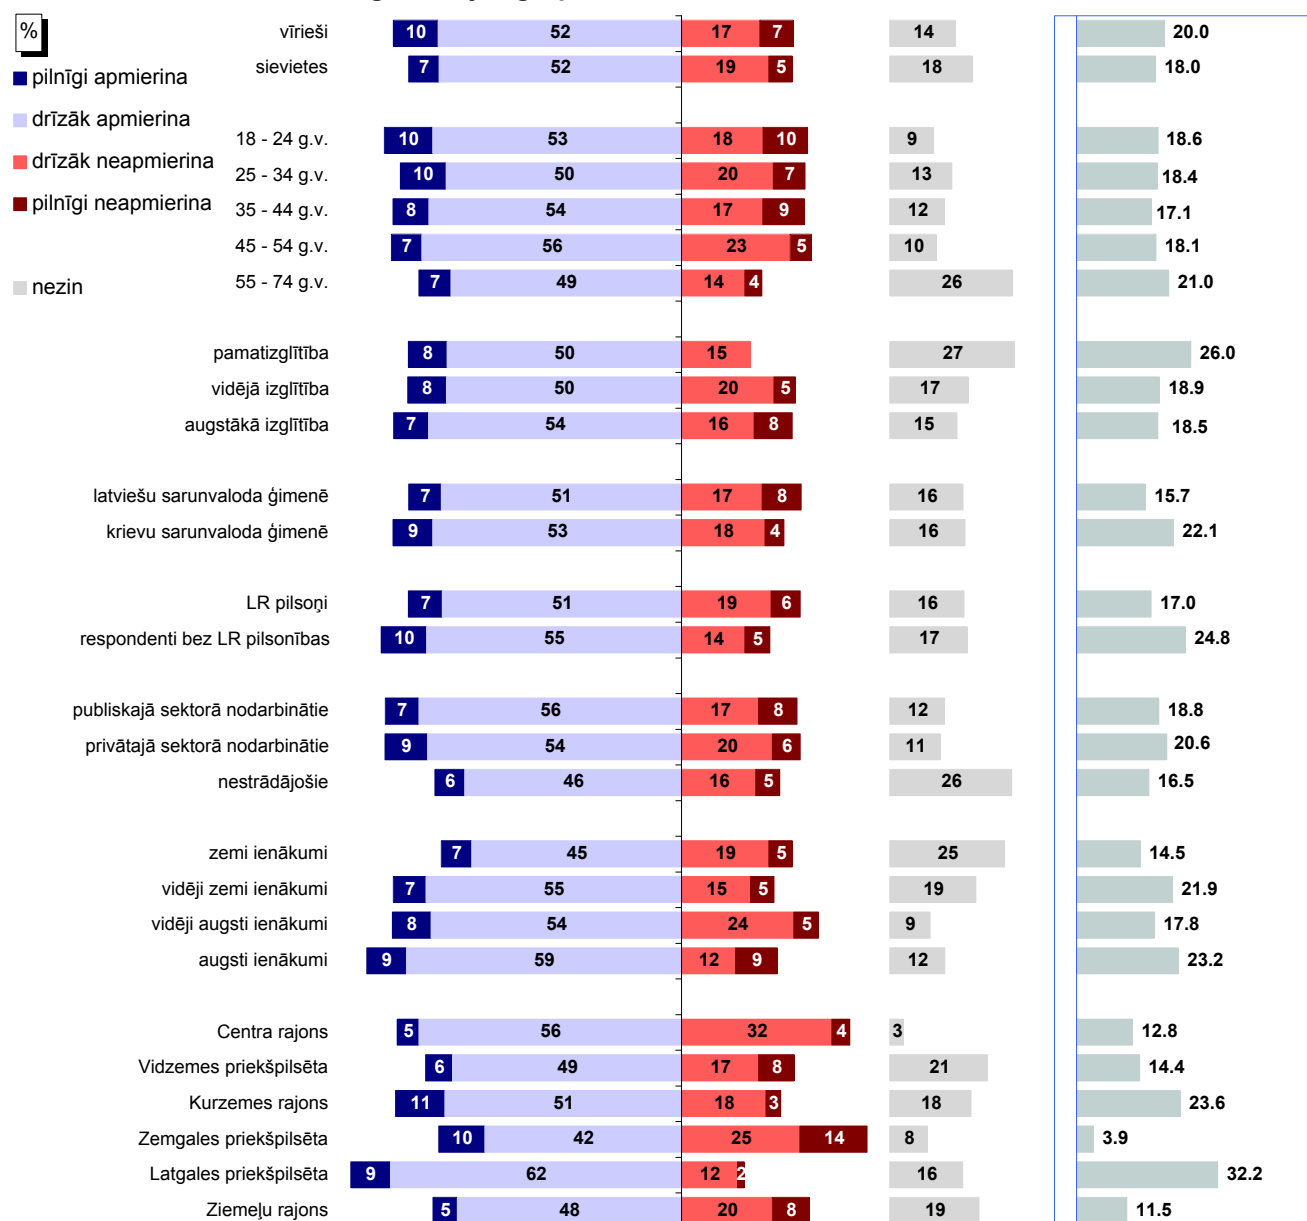 %
pilnīgi apmierina
drīzāk apmierina
drīzāk neapmierina
pilnīgi neapmierina
nezin
vīrieši 10 52 17 7 14 20.0
sievietes 7 52 19 5 18 18.0
18 - 24 g.v. 10 53 18 10 9 18.6
25 - 34 g.v. 10 50 20 7 13 18.4
35 - 44 g.v. 8 54 17 9 12 17.1
45 - 54 g.v. 7 56 23 5 10 18.1
55 - 74 g.v. 7 49 14 4 26 21.0
pamatizglītība 8 50 15 27 26.0
vidējā izglītība 8 50 20 5 17 18.9
augstākā izglītība 7 54 16 8 15 18.5
latviešu sarunvaloda ģimenē 7 51 17 8 16 15.7
krievu sarunvaloda ģimenē 9 53 18 4 16 22.1
LR pilsoņi 7 51 19 6 16 17.0
respondenti bez LR pilsonības 10 55 14 5 17 24.8
publiskajā sektorā nodarbinātie 7 56 17 8 12 18.8
privātajā sektorā nodarbinātie 9 54 20 6 11 20.6
nestrādājošie 6 46 16 5 26 16.5
zemi ienākumi 7 45 19 5 25 14.5
vidēji zemi ienākumi 7 55 15 5 19 21.9
vidēji augsti ienākumi 8 54 24 5 9 17.8
augsti ienākumi 9 59 12 9 12 23.2
Centra rajons 5 56 32 4 3 12.8
Vidzemes priekšpilsēta 6 49 17 8 21 14.4
Kurzemes rajons 11 51 18 3 18 23.6
Zemgales priekšpilsēta 10 42 25 14 8 3.9
Latgales priekšpilsēta 9 62 12 2 16 32.2
Ziemeļu rajons 5 48 20 8 19 11.5